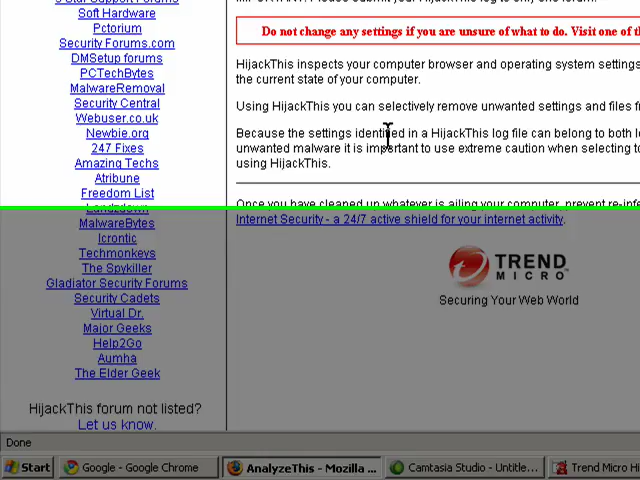 5 Star Support Forums
Soft Hardware
Pctorium
Security Forums.com
DMSetup forums
PCTechBytes
MalwareRemoval
Security Central
Webuser.co.uk
Newbie.org
247 Fixes
Amazing Techs
Atribune
Freedom List
Landzdown
MalwareBytes
Icrontic
Techmonkeys
The Spykiller
Gladiator Security Forums
Security Cadets
Virtual Dr.
Major Geeks
Help2Go
Aumha
The Elder Geek
HijackThis forum not listed?
Let us know.
Do not change any settings if you are unsure of what to do. Visit one of th
HijackThis inspects your computer browser and operating system settings
the current state of your computer.
Using HijackThis you can selectively remove unwanted settings and files fr
Because the settings identified in a HijackThis log file can belong to both le
unwanted malware it is important to use extreme caution when selecting to
using HijackThis.
Once you have cleaned up whatever is ailing your computer, prevent re-infe
Internet Security - a 24/7 active shield for your internet activity.
TREND
MICRO
Securing Your Web World
Done
Start
Google - Google Chrome
AnalyzeThis - Mozilla ...
Camtasia Studio - Untitle...
Trend Micro Hi